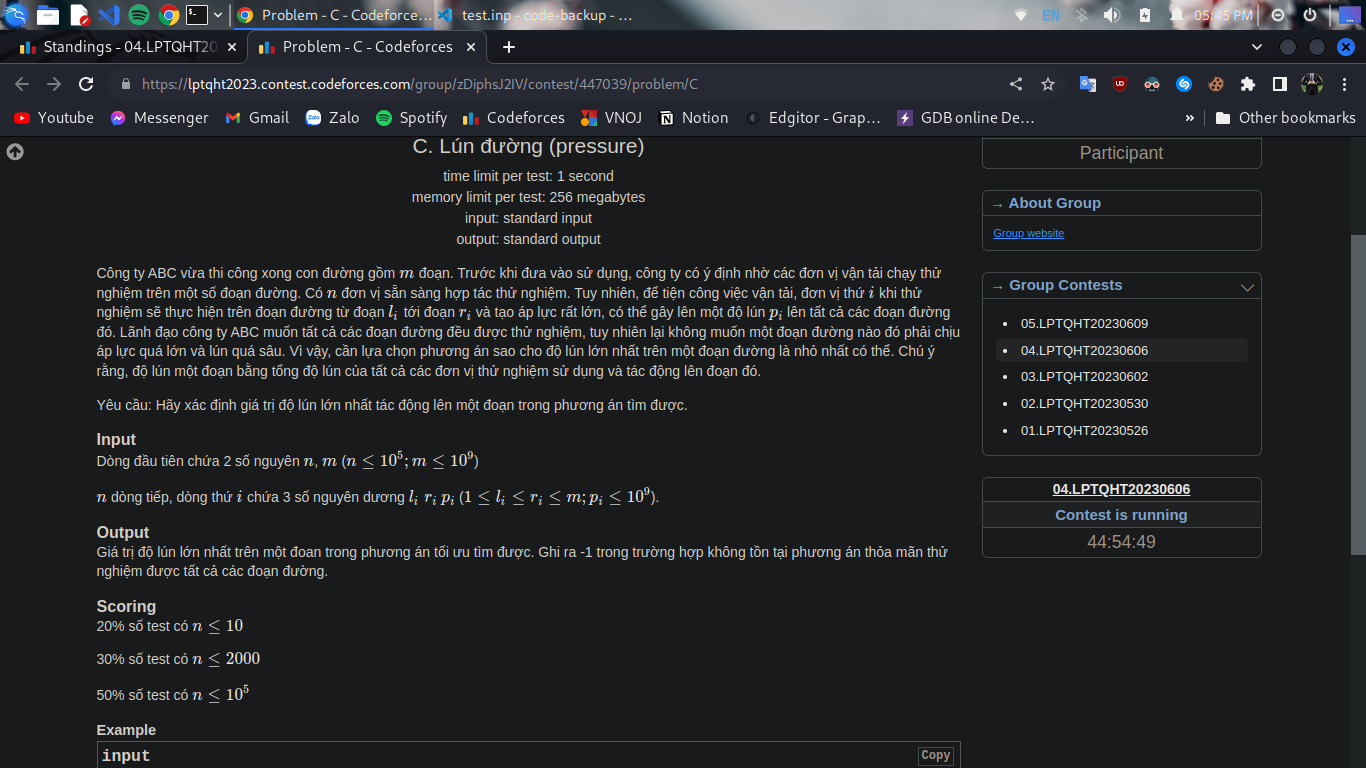 Problem - C - Codeforce...
test.inp - code-backup - ...
EN
05:45 PM
Standings - 04.LPTQHT20
Problem - C - Codeforces
https://lptqht2023.contest.codeforces.com/group/zDiphsJ2IV/contest/447039/problem/C
Youtube
Messenger
Gmail
Zalo
Spotify
Codeforces
VNOJ
Notion
Edgitor - Grap...
GDB online De...
»
Other bookmarks
C. Lún đường (pressure)
time limit per test: 1 second
memory limit per test: 256 megabytes
input: standard input
output: standard output
Công ty ABC vừa thi công xong con đường gồm m đoạn. Trước khi đưa vào sử dụng, công ty có ý định nhờ các đơn vị vận tải chạy thử
nghiệm trên một số đoạn đường. Có n đơn vị sẵn sàng hợp tác thử nghiệm. Tuy nhiên, để tiện công việc vận tải, đơn vị thứ i khi thử
nghiệm sẽ thực hiện trên đoạn đường từ đoạn l_i tới đoạn r_i và tạo áp lực rất lớn, có thể gây lên một độ lún p_i lên tất cả các đoạn đường
đó. Lãnh đạo công ty ABC muốn tất cả các đoạn đường đều được thử nghiệm, tuy nhiên lại không muốn một đoạn đường nào đó phải chịu
áp lực quá lớn và lún quá sâu. Vì vậy, cần lựa chọn phương án sao cho độ lún lớn nhất trên một đoạn đường là nhỏ nhất có thể. Chú ý
rằng, độ lún một đoạn bằng tổng độ lún của tất cả các đơn vị thử nghiệm sử dụng và tác động lên đoạn đó.
Yêu cầu: Hãy xác định giá trị độ lún lớn nhất tác động lên một đoạn trong phương án tìm được.
Input
Dòng đầu tiên chứa 2 số nguyên n, m (n ≤ 10^5; m ≤ 10^9)
n dòng tiếp, dòng thứ i chứa 3 số nguyên dương l_i r_i p_i (1 ≤ l_i ≤ r_i ≤ m; p_i ≤ 10^9).
Output
Giá trị độ lún lớn nhất trên một đoan trong phương án tối ưu tìm được. Ghi ra -1 trong trường hợp không tồn tại phương án thỏa mãn thử
nghiệm được tất cả các đoạn đường.
Scoring
20% số test có n ≤ 10
30% số test có n ≤ 2000
50% số test có n ≤ 10^5
Example
input
Copy
Participant
→ About Group
Group website
→ Group Contests
• 05.LPTQHT20230609
• 04.LPTQHT20230606
• 03.LPTQHT20230602
• 02.LPTQHT20230530
• 01.LPTQHT20230526
04.LPTQHT20230606
Contest is running
44:54:49